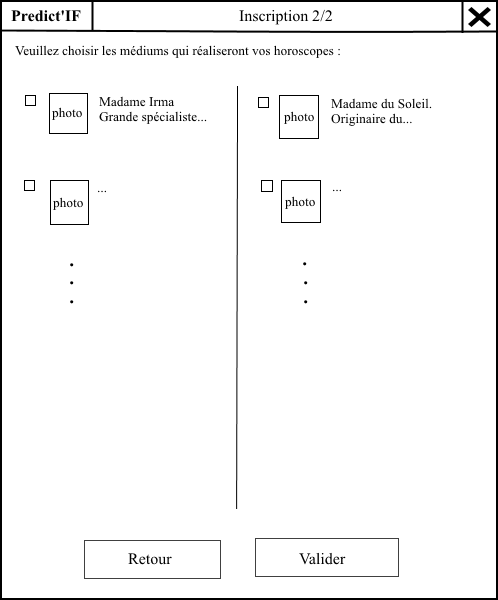 Predict'IF
Inscription 2/2
Veuillez choisir les médiums qui réaliseront vos horoscopes :
photo
Madame Irma
Grande spécialiste...
photo
Madame du Soleil.
Originaire du...
photo
...
photo
...
Retour
Valider